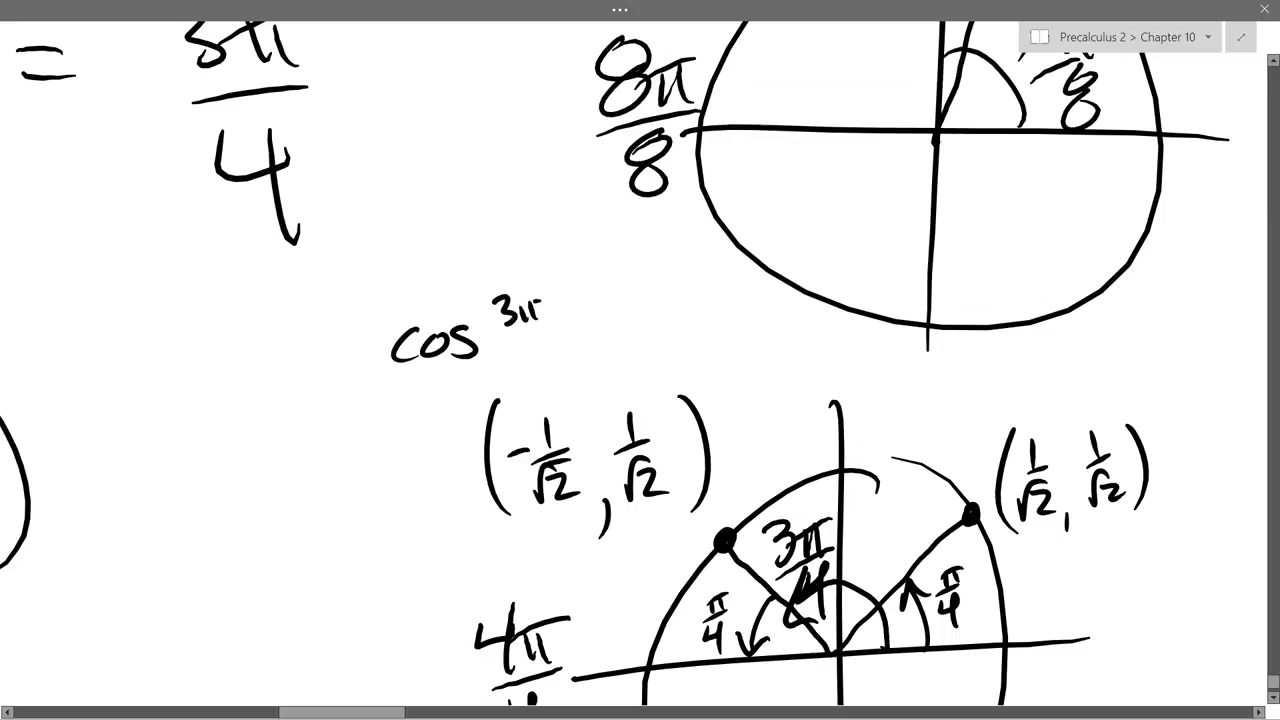 Precalculus 2 > Chapter 10
= 5π/4
8π/8
π/8
cos 3π
(-1/√2, 1/√2)
(1/√2, 1/√2)
3π/4
π/4
π/4
4π